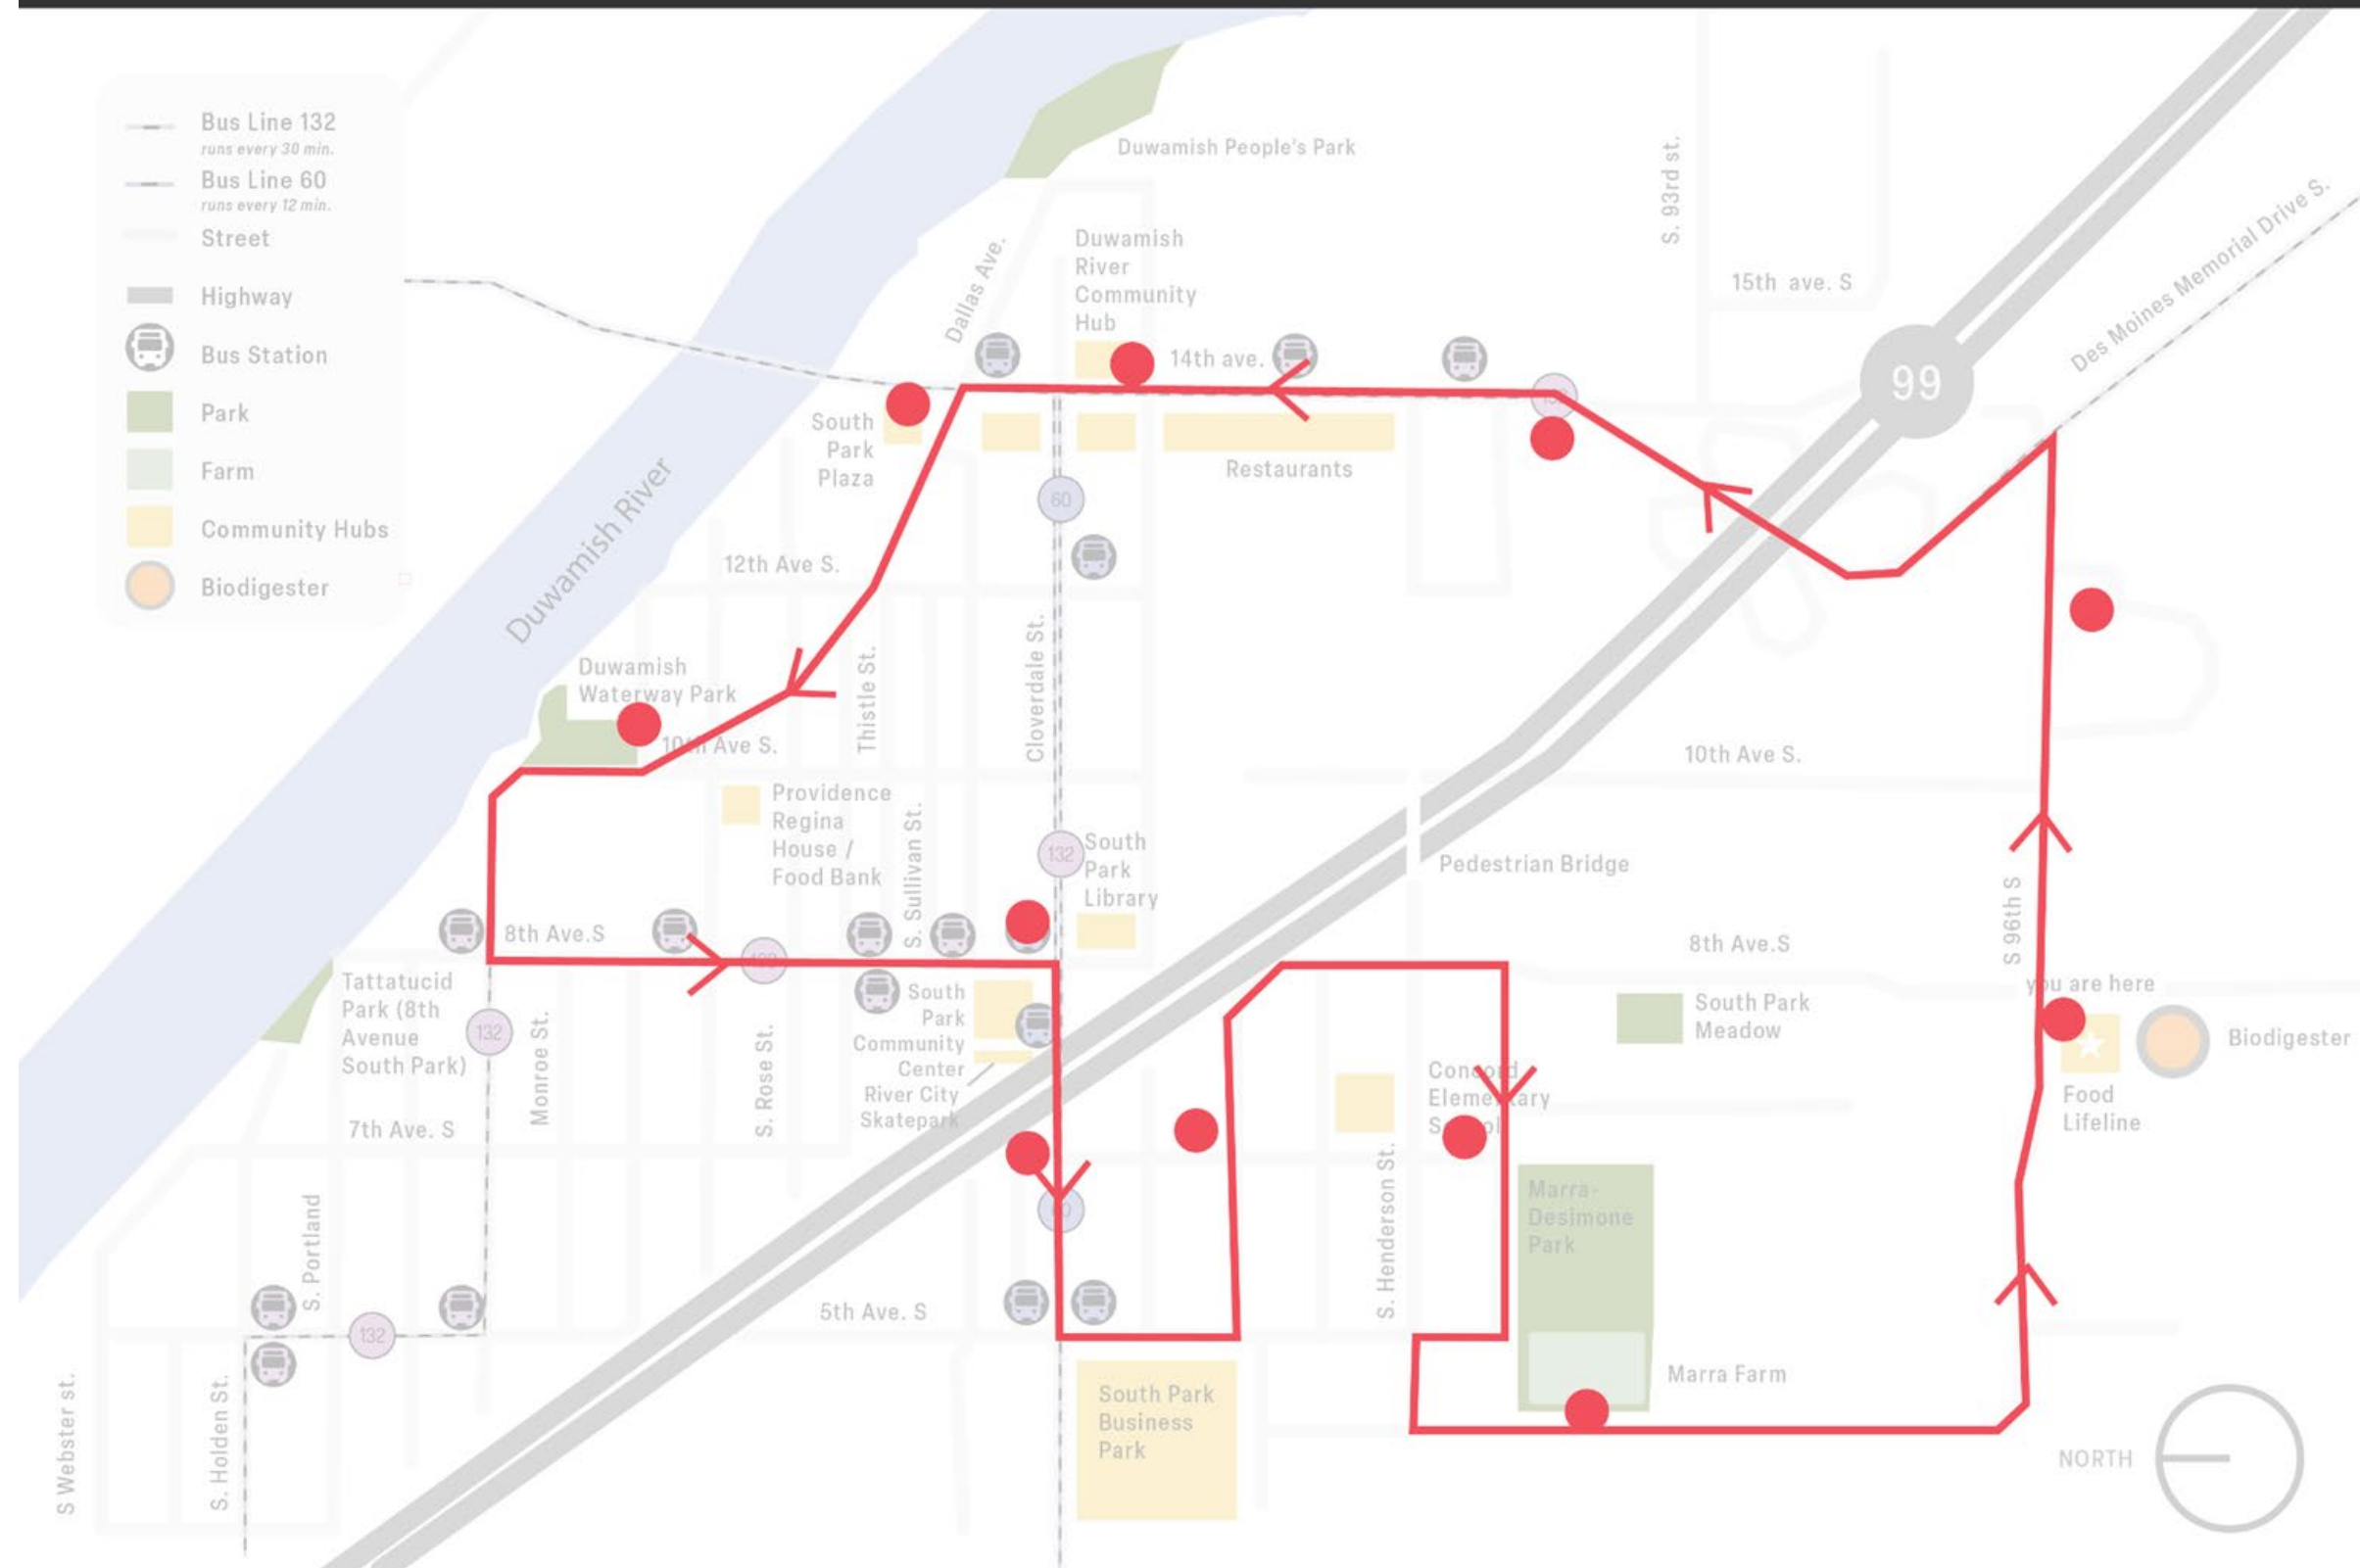 Bus Line 132
runs every 30 min.
Bus Line 60
runs every 12 min.
Street
Highway
Bus Station
Park
Farm
Community Hubs
Biodigester
Duwamish People's Park
S. 93rd st.
Des Moines Memorial Drive S.
Dallas Ave.
Duwamish
River
Community
Hub
15th ave. S
14th ave.
99
South
Park
Plaza
Restaurants
60
Duwamish River
12th Ave S.
Cloverdale St.
Thistle St.
Duwamish
Waterway Park
10th Ave S.
10th Ave S.
Providence
Regina
House /
Food Bank
S. Sullivan St.
132
South
Park
Library
Pedestrian Bridge
8th Ave.S
8th Ave.S
S 96th S
you are here
Tattatucid
Park (8th
Avenue
South Park)
132
Monroe St.
S. Rose St.
South
Park
Community
Center
River City
Skatepark
South Park
Meadow
Biodigester
Food
Lifeline
Concord
Elementary
7th Ave. S
S. Portland
S. Henderson St.
Marra-
Desimone
Park
132
5th Ave. S
Marra Farm
S Webster st.
S. Holden St.
South Park
Business
Park
NORTH